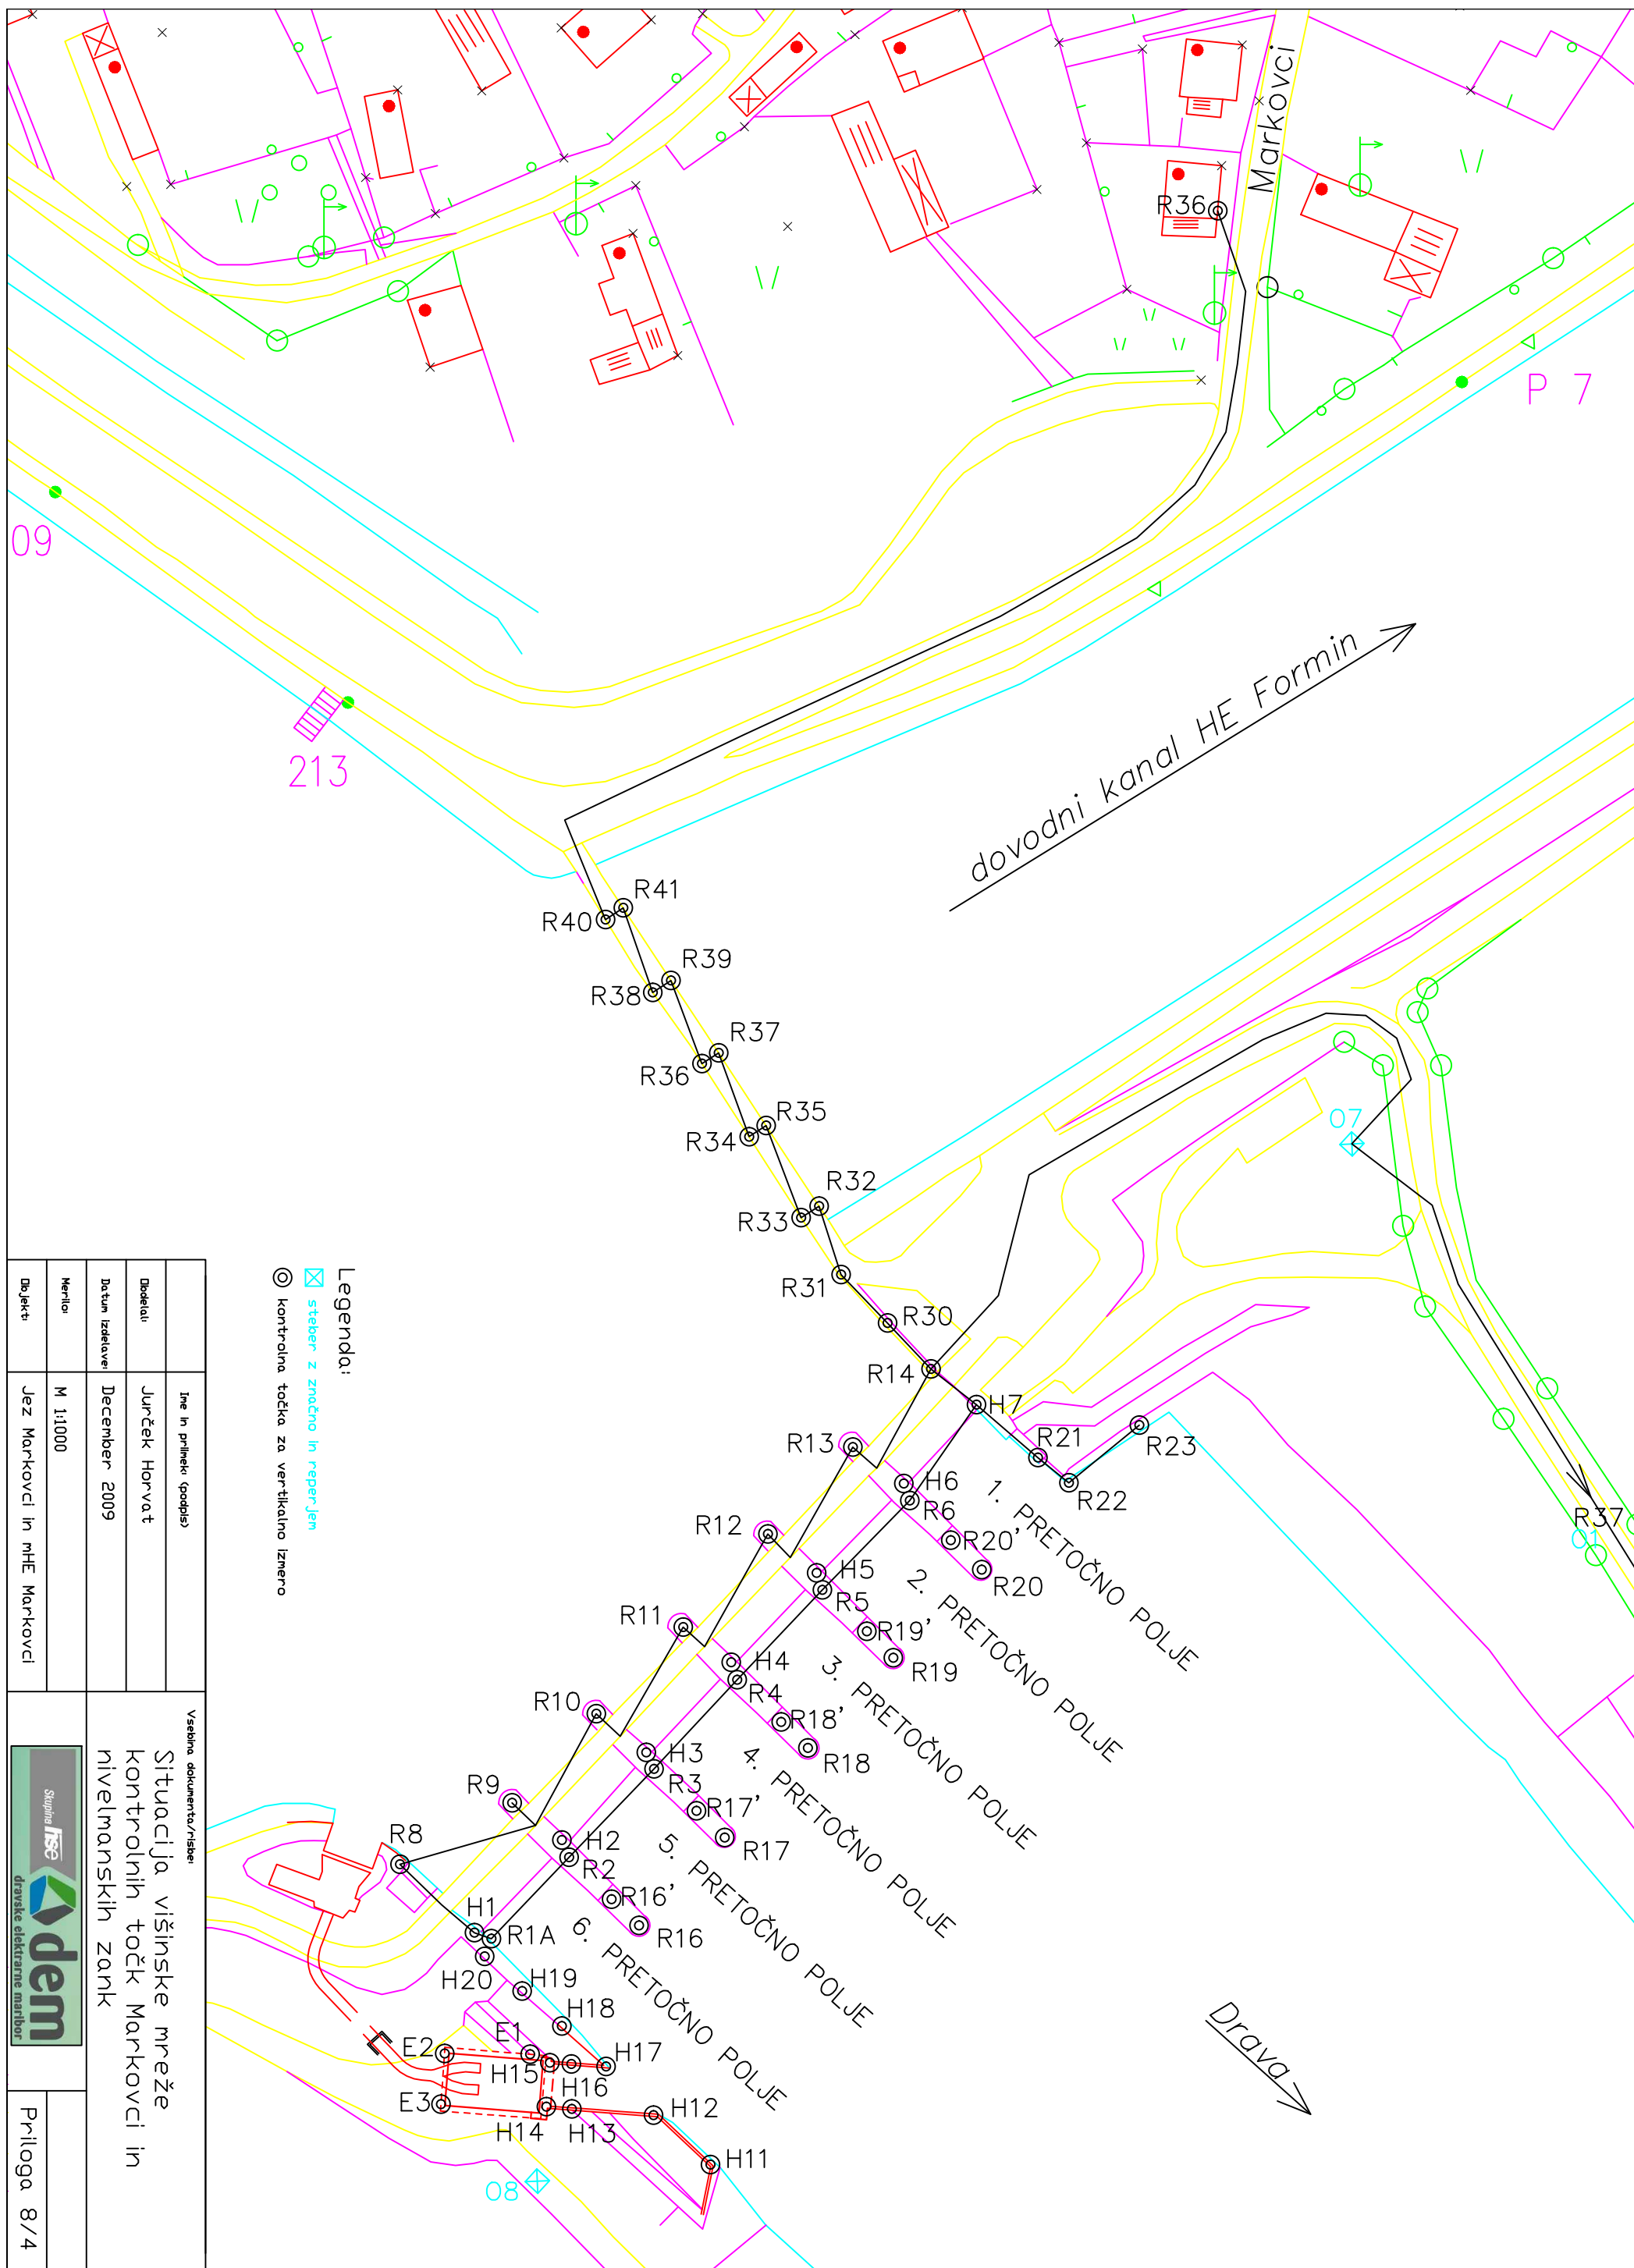 Markovci
R36
P 7
09
213
dovodni kanal HE Formin
R41
R40
R39
R38
R37
R36
R35
R34
R32
R33
R31
R30
R14
H7
R21
R23
R22
R13
H6
R6
R20'
R20
R12
H5
R5
R19'
R19
R11
H4
R4
R18'
R18
R10
H3
R3
R17'
R17
R9
H2
R2
R16'
R16
R8
H1
R1A
H20
H19
H18
H17
E1
E2
E3
H15
H16
H14
H13
H12
H11
07
R37
01
08
1. PRETOČNO POLJE
2. PRETOČNO POLJE
3. PRETOČNO POLJE
4. PRETOČNO POLJE
5. PRETOČNO POLJE
6. PRETOČNO POLJE
Drava
Legenda:
steber z značno in reperjem
kontrolna točka za vertikalno izmero
Ime in priimek: (podpis)
Obdelal: Jurček Horvat
Datum izdelave: December 2009
Merilo: M 1:1000
Objekt: Jez Markovci in mHE Markovci
Vsebina dokumenta/risbe:
Situacija višinske mreže
kontrolnih točk Markovci in
nivelmanskih zank
Skupina hse
dem
dravske elektrarne maribor
Priloga 8/4